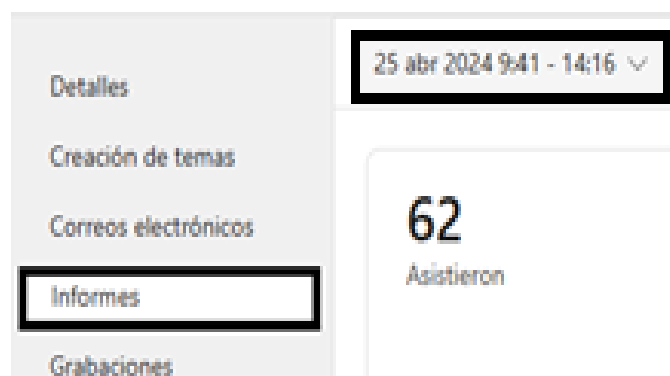 Detalles
Creación de temas
Correos electrónicos
Informes
Grabaciones
25 abr 2024 9:41 - 14:16
62
Asistieron